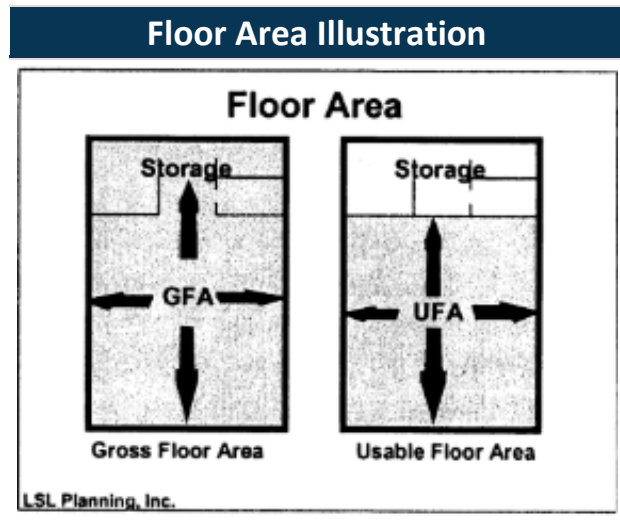 Floor Area Illustration
Floor Area
Storage
Storage
GFA
UFA
Gross Floor Area
Usable Floor Area
LSL Planning, Inc.